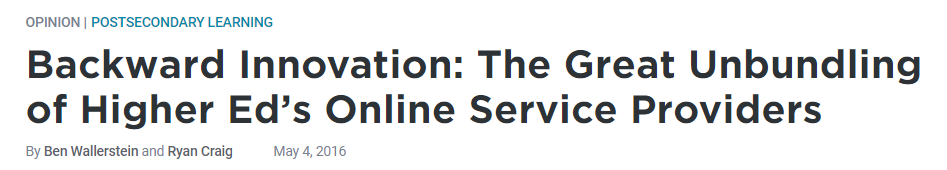 OPINION | POSTSECONDARY LEARNING
Backward Innovation: The Great Unbundling
of Higher Ed’s Online Service Providers
By Ben Wallerstein and Ryan Craig May 4, 2016